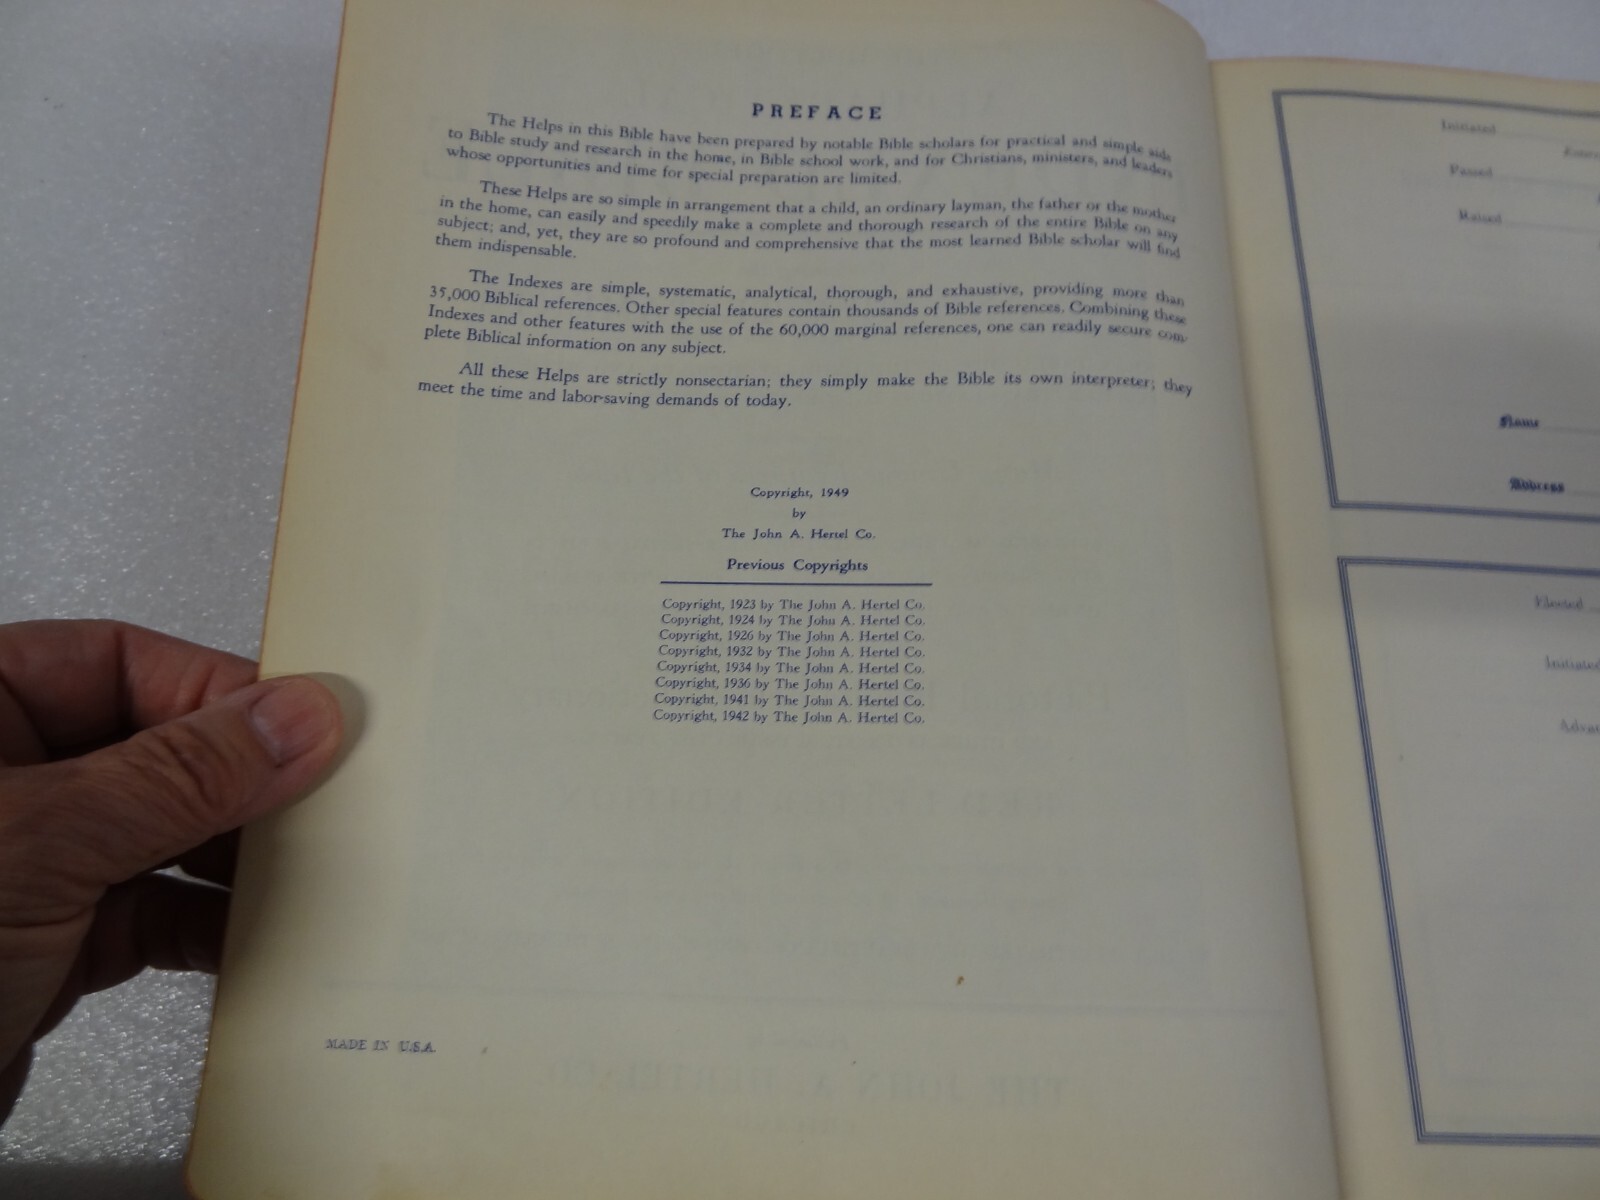 PREFACE
The Helps in this Bible have been prepared by notable Bible scholars for practical and simple aids
to Bible study and research in the home, in Bible school work, and for Christians, ministers, and leaders
whose opportunities and time for special preparation are limited.
These Helps are so simple in arrangement that a child, an ordinary layman, the father or the mother
in the home, can easily and speedily make a complete and thorough research of the entire Bible on any
subject; and, yet, they are so profound and comprehensive that the most learned Bible scholar will find
them indispensable.
The Indexes are simple, systematic, analytical, thorough, and exhaustive, providing more than
35,000 Biblical references. Other special features contain thousands of Bible references. Combining these
Indexes and other features with the use of the 60,000 marginal references, one can readily secure com-
plete Biblical information on any subject.
All these Helps are strictly nonsectarian; they simply make the Bible its own interpreter; they
meet the time and labor-saving demands of today.
Copyright, 1949
by
The John A. Hertel Co.
Previous Copyrights
Copyright, 1923 by The John A. Hertel Co.
Copyright, 1924 by The John A. Hertel Co.
Copyright, 1926 by The John A. Hertel Co.
Copyright, 1932 by The John A. Hertel Co.
Copyright, 1934 by The John A. Hertel Co.
Copyright, 1936 by The John A. Hertel Co.
Copyright, 1941 by The John A. Hertel Co.
Copyright, 1942 by The John A. Hertel Co.
MADE IN U.S.A.
Initiated
Passed
Raised
Name
Address
Elected
Initiated